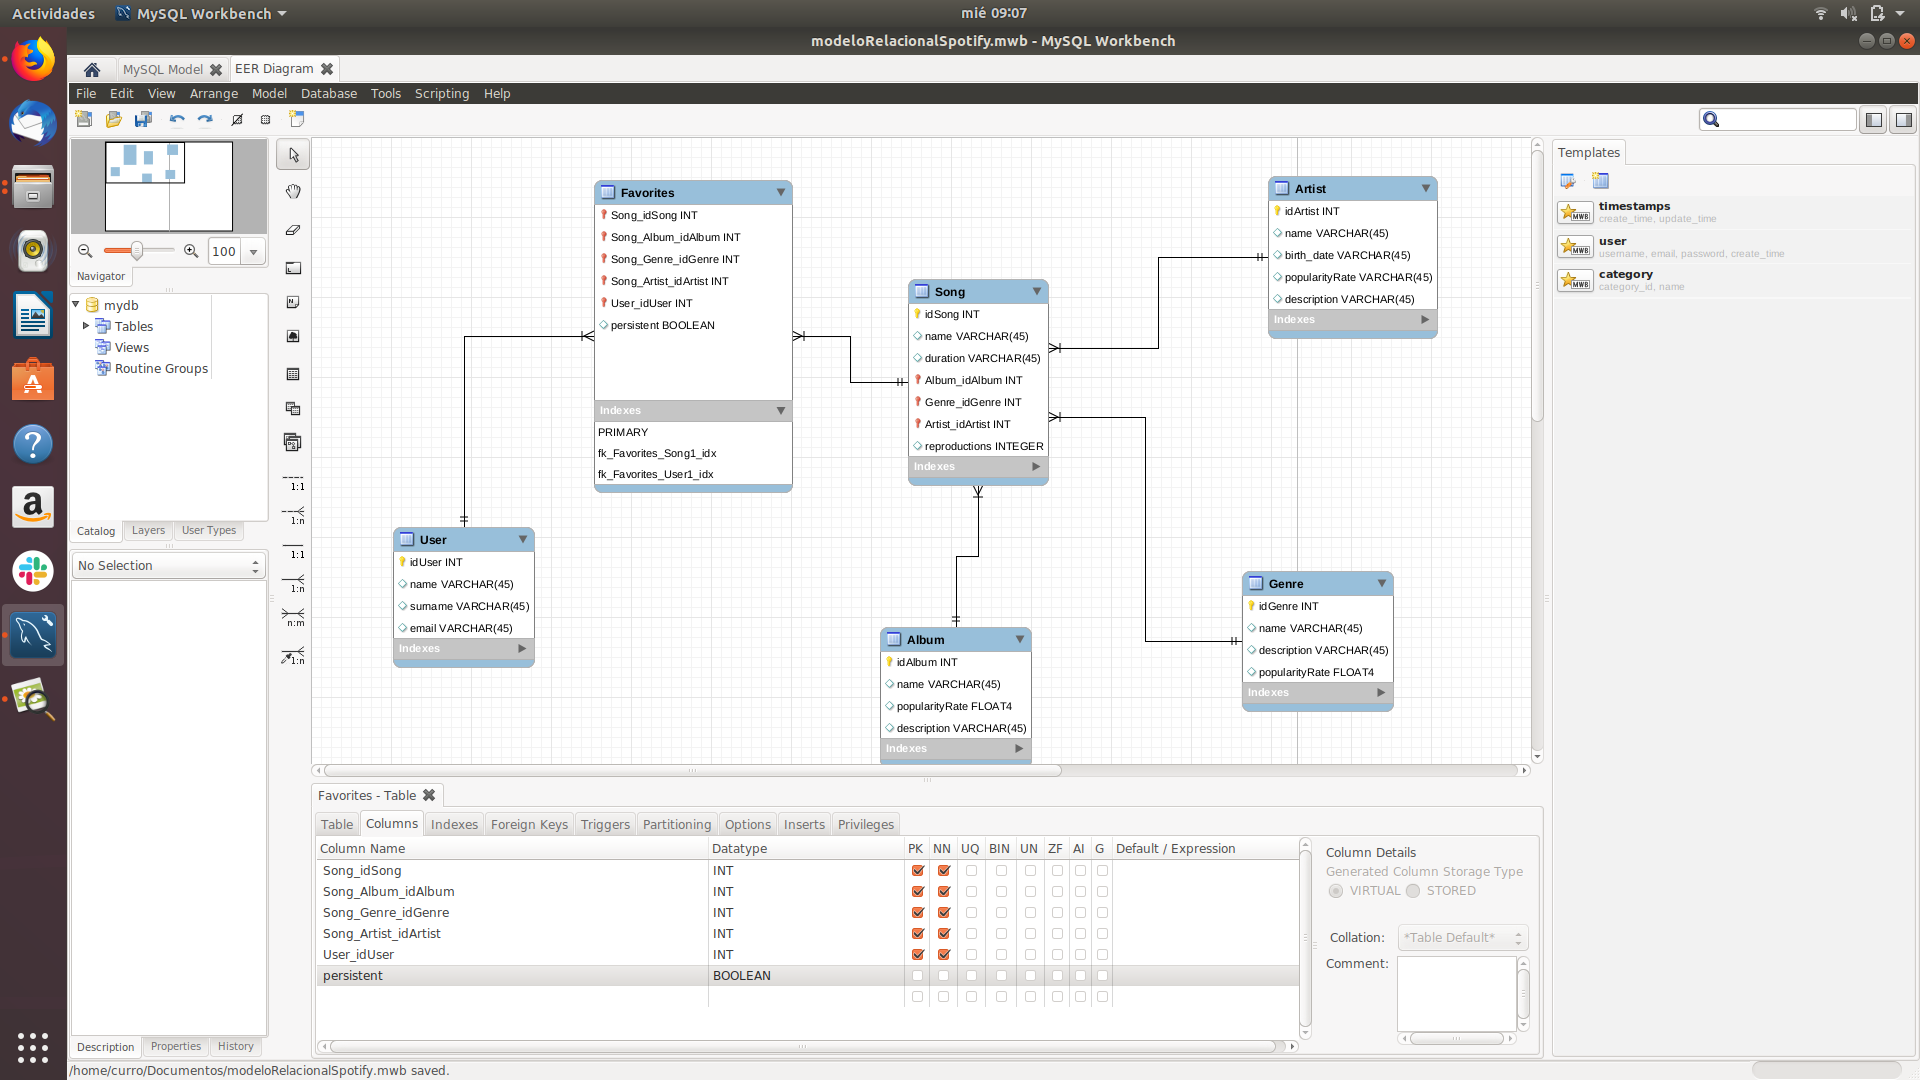 Actividades
MySQL Workbench
mié 09:07
modeloRelacionalSpotify.mwb - MySQL Workbench
MySQL Model
EER Diagram
File Edit View Arrange Model Database Tools Scripting Help
100
Navigator
mydb
Tables
Views
Routine Groups
Catalog Layers User Types
No Selection
Description Properties History
1:1
1:n
1:1
1:n
n:m
1:n
Favorites
Song_idSong INT
Song_Album_idAlbum INT
Song_Genre_idGenre INT
Song_Artist_idArtist INT
User_idUser INT
persistent BOOLEAN
Indexes
PRIMARY
fk_Favorites_Song1_idx
fk_Favorites_User1_idx
Song
idSong INT
name VARCHAR(45)
duration VARCHAR(45)
Album_idAlbum INT
Genre_idGenre INT
Artist_idArtist INT
reproductions INTEGER
Indexes
Artist
idArtist INT
name VARCHAR(45)
birth_date VARCHAR(45)
popularityRate VARCHAR(45)
description VARCHAR(45)
Indexes
User
idUser INT
name VARCHAR(45)
surname VARCHAR(45)
email VARCHAR(45)
Indexes
Album
idAlbum INT
name VARCHAR(45)
popularityRate FLOAT4
description VARCHAR(45)
Indexes
Genre
idGenre INT
name VARCHAR(45)
description VARCHAR(45)
popularityRate FLOAT4
Indexes
Templates
timestamps
create_time, update_time
user
username, email, password, create_time
category
category_id, name
MWB
MWB
MWB
Favorites - Table
Table Columns Indexes Foreign Keys Triggers Partitioning Options Inserts Privileges
Column Name Datatype PK NN UQ BIN UN ZF AI G Default / Expression
Song_idSong INT
Song_Album_idAlbum INT
Song_Genre_idGenre INT
Song_Artist_idArtist INT
User_idUser INT
persistent BOOLEAN
Column Details
Generated Column Storage Type
VIRTUAL STORED
Collation: *Table Default*
Comment:
/home/curro/Documentos/modeloRelacionalSpotify.mwb saved.